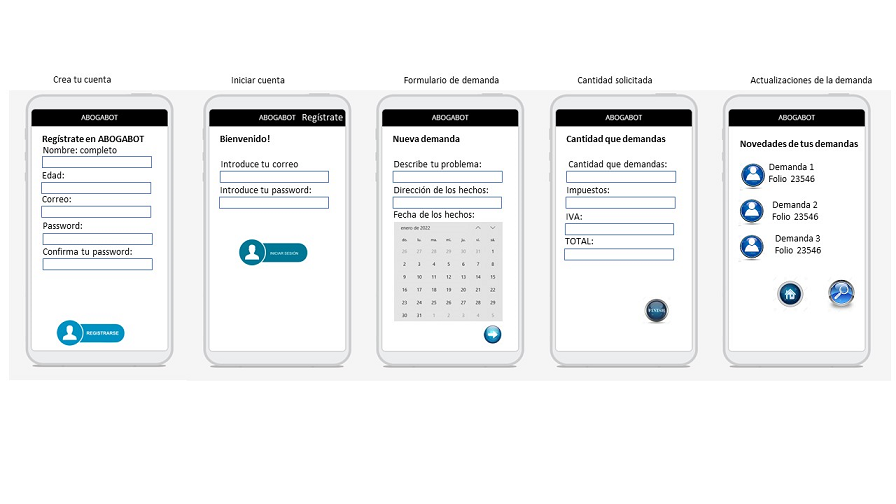 Crea tu cuenta
Iniciar cuenta
Formulario de demanda
Cantidad solicitada
Actualizaciones de la demanda
ABOGABOT
Regístrate en ABOGABOT
Nombre: completo
Edad:
Correo:
Password:
Confirma tu password:
REGISTRARSE
ABOGABOT Regístrate
Bienvenido!
Introduce tu correo
Introduce tu password:
INICIAR SESIÓN
ABOGABOT
Nueva demanda
Describe tu problema:
Dirección de los hechos:
Fecha de los hechos:
enero de 2022
do. lu. ma. mi. ju. vi. sá.
26 27 28 29 30 31 1
2 3 4 5 6 7 8
9 10 11 12 13 14 15
16 17 18 19 20 21 22
23 24 25 26 27 28 29
30 31 1 2 3 4 5
ABOGABOT
Cantidad que demandas
Cantidad que demandas:
Impuestos:
IVA:
TOTAL:
ABOGABOT
Novedades de tus demandas
Demanda 1
Folio 23546
Demanda 2
Folio 23546
Demanda 3
Folio 23546